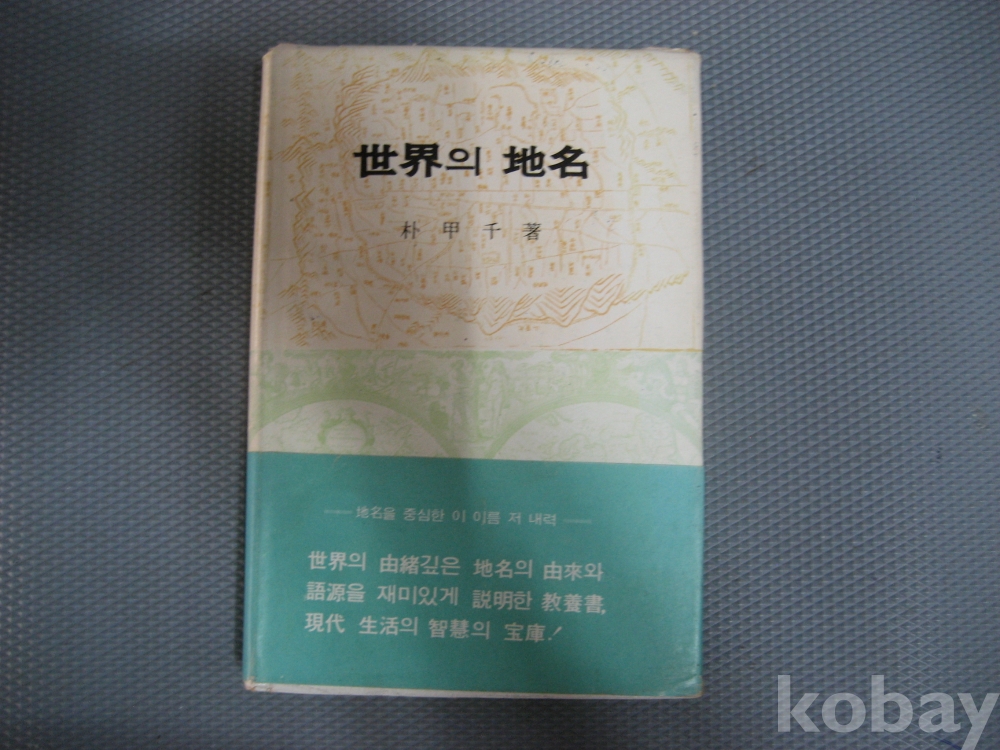 世界의 地名
朴甲千著
地名을 중심한 이 이름 저 내력
世界의 由緖깊은 地名의 由來와
語源을 재미있게 説明한 教養書,
現代 生活의 智慧의 宝庫!
kobay